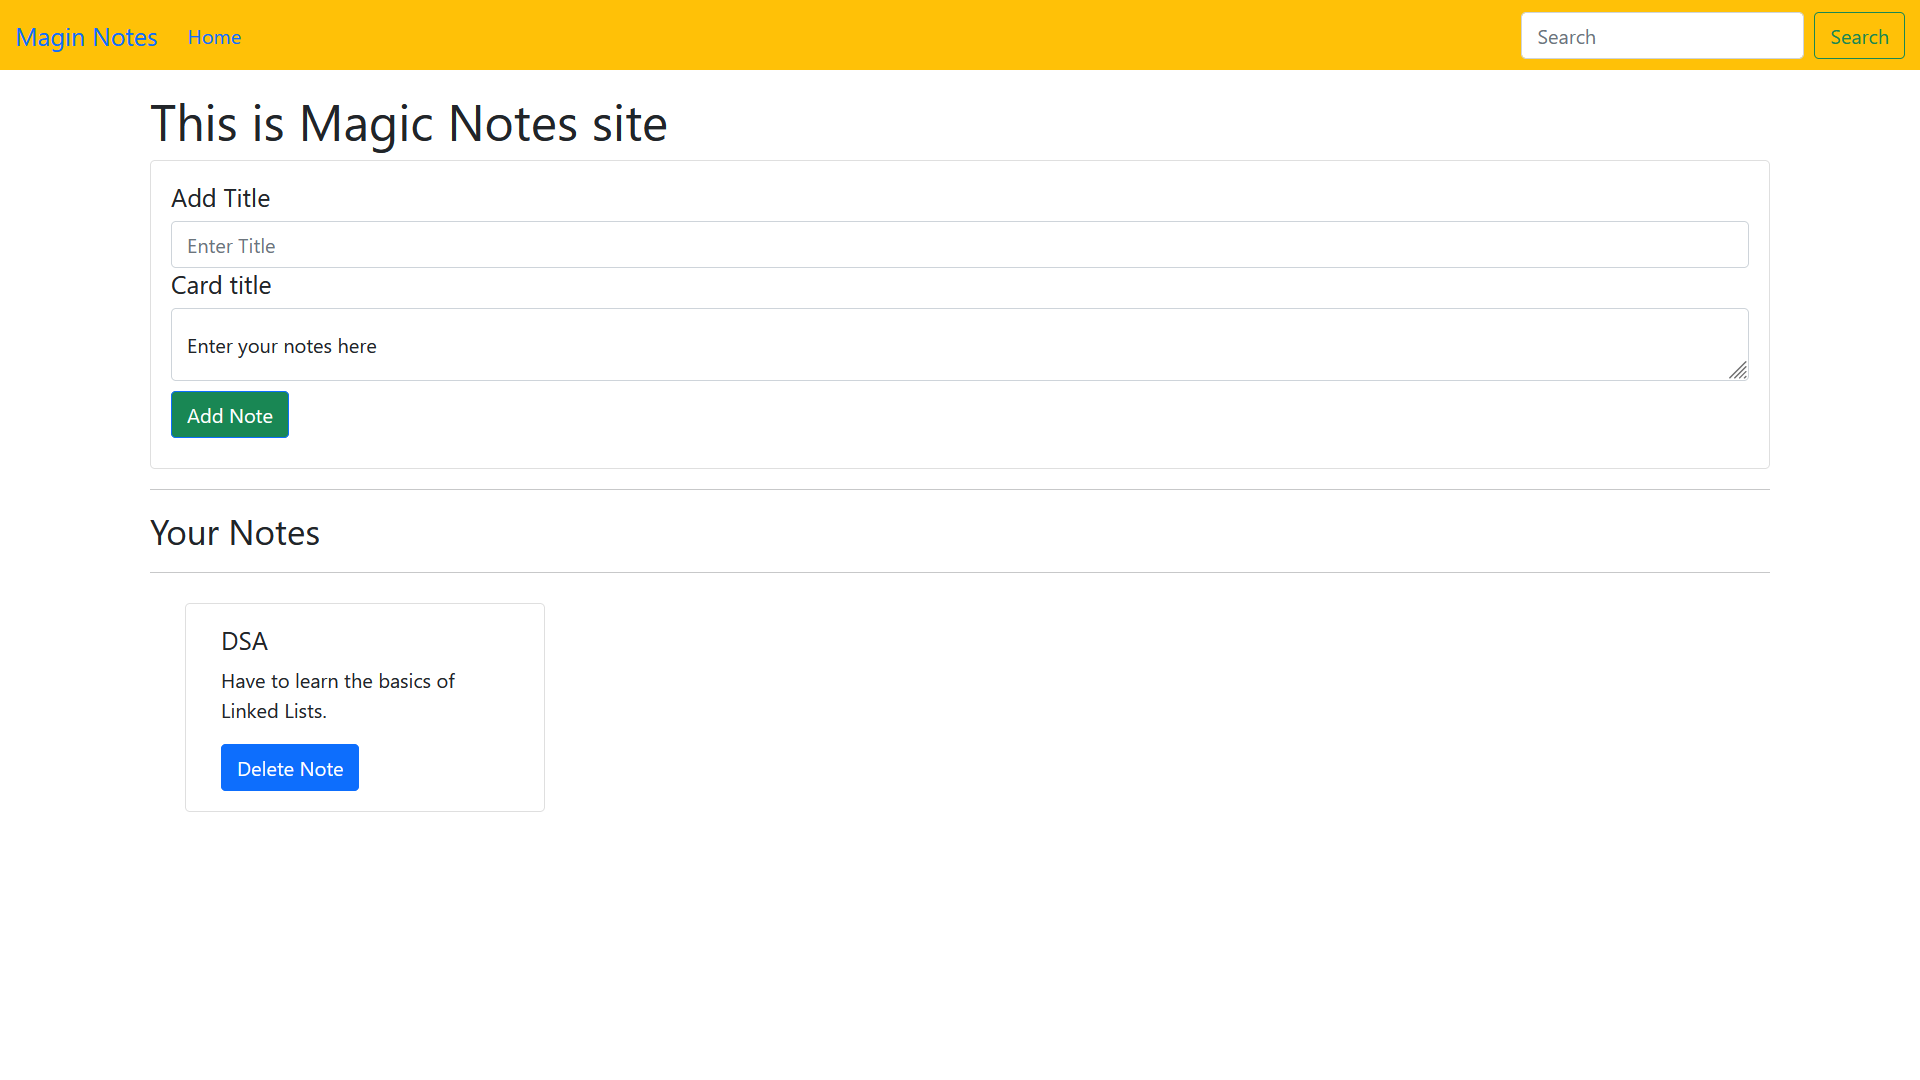 Magin Notes
Home
Search
Search
This is Magic Notes site
Add Title
Enter Title
Card title
Enter your notes here
Add Note
Your Notes
DSA
Have to learn the basics of
Linked Lists.
Delete Note